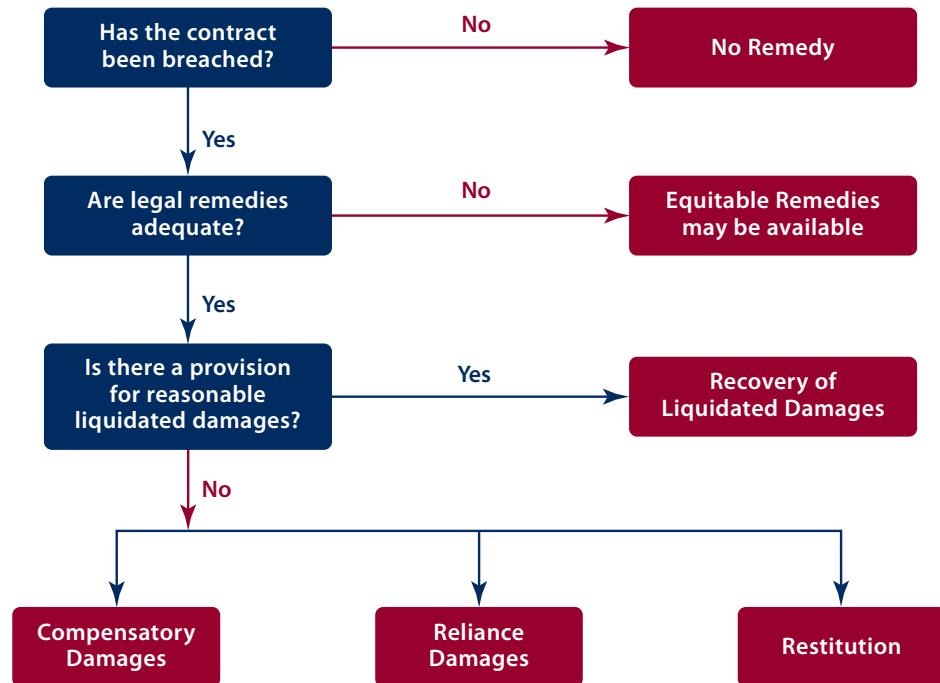 Has the contract
been breached?
No
No Remedy
Yes
Are legal remedies
adequate?
No
Equitable Remedies
may be available
Yes
Is there a provision
for reasonable
liquidated damages?
Yes
Recovery of
Liquidated Damages
No
Compensatory
Damages
Reliance
Damages
Restitution